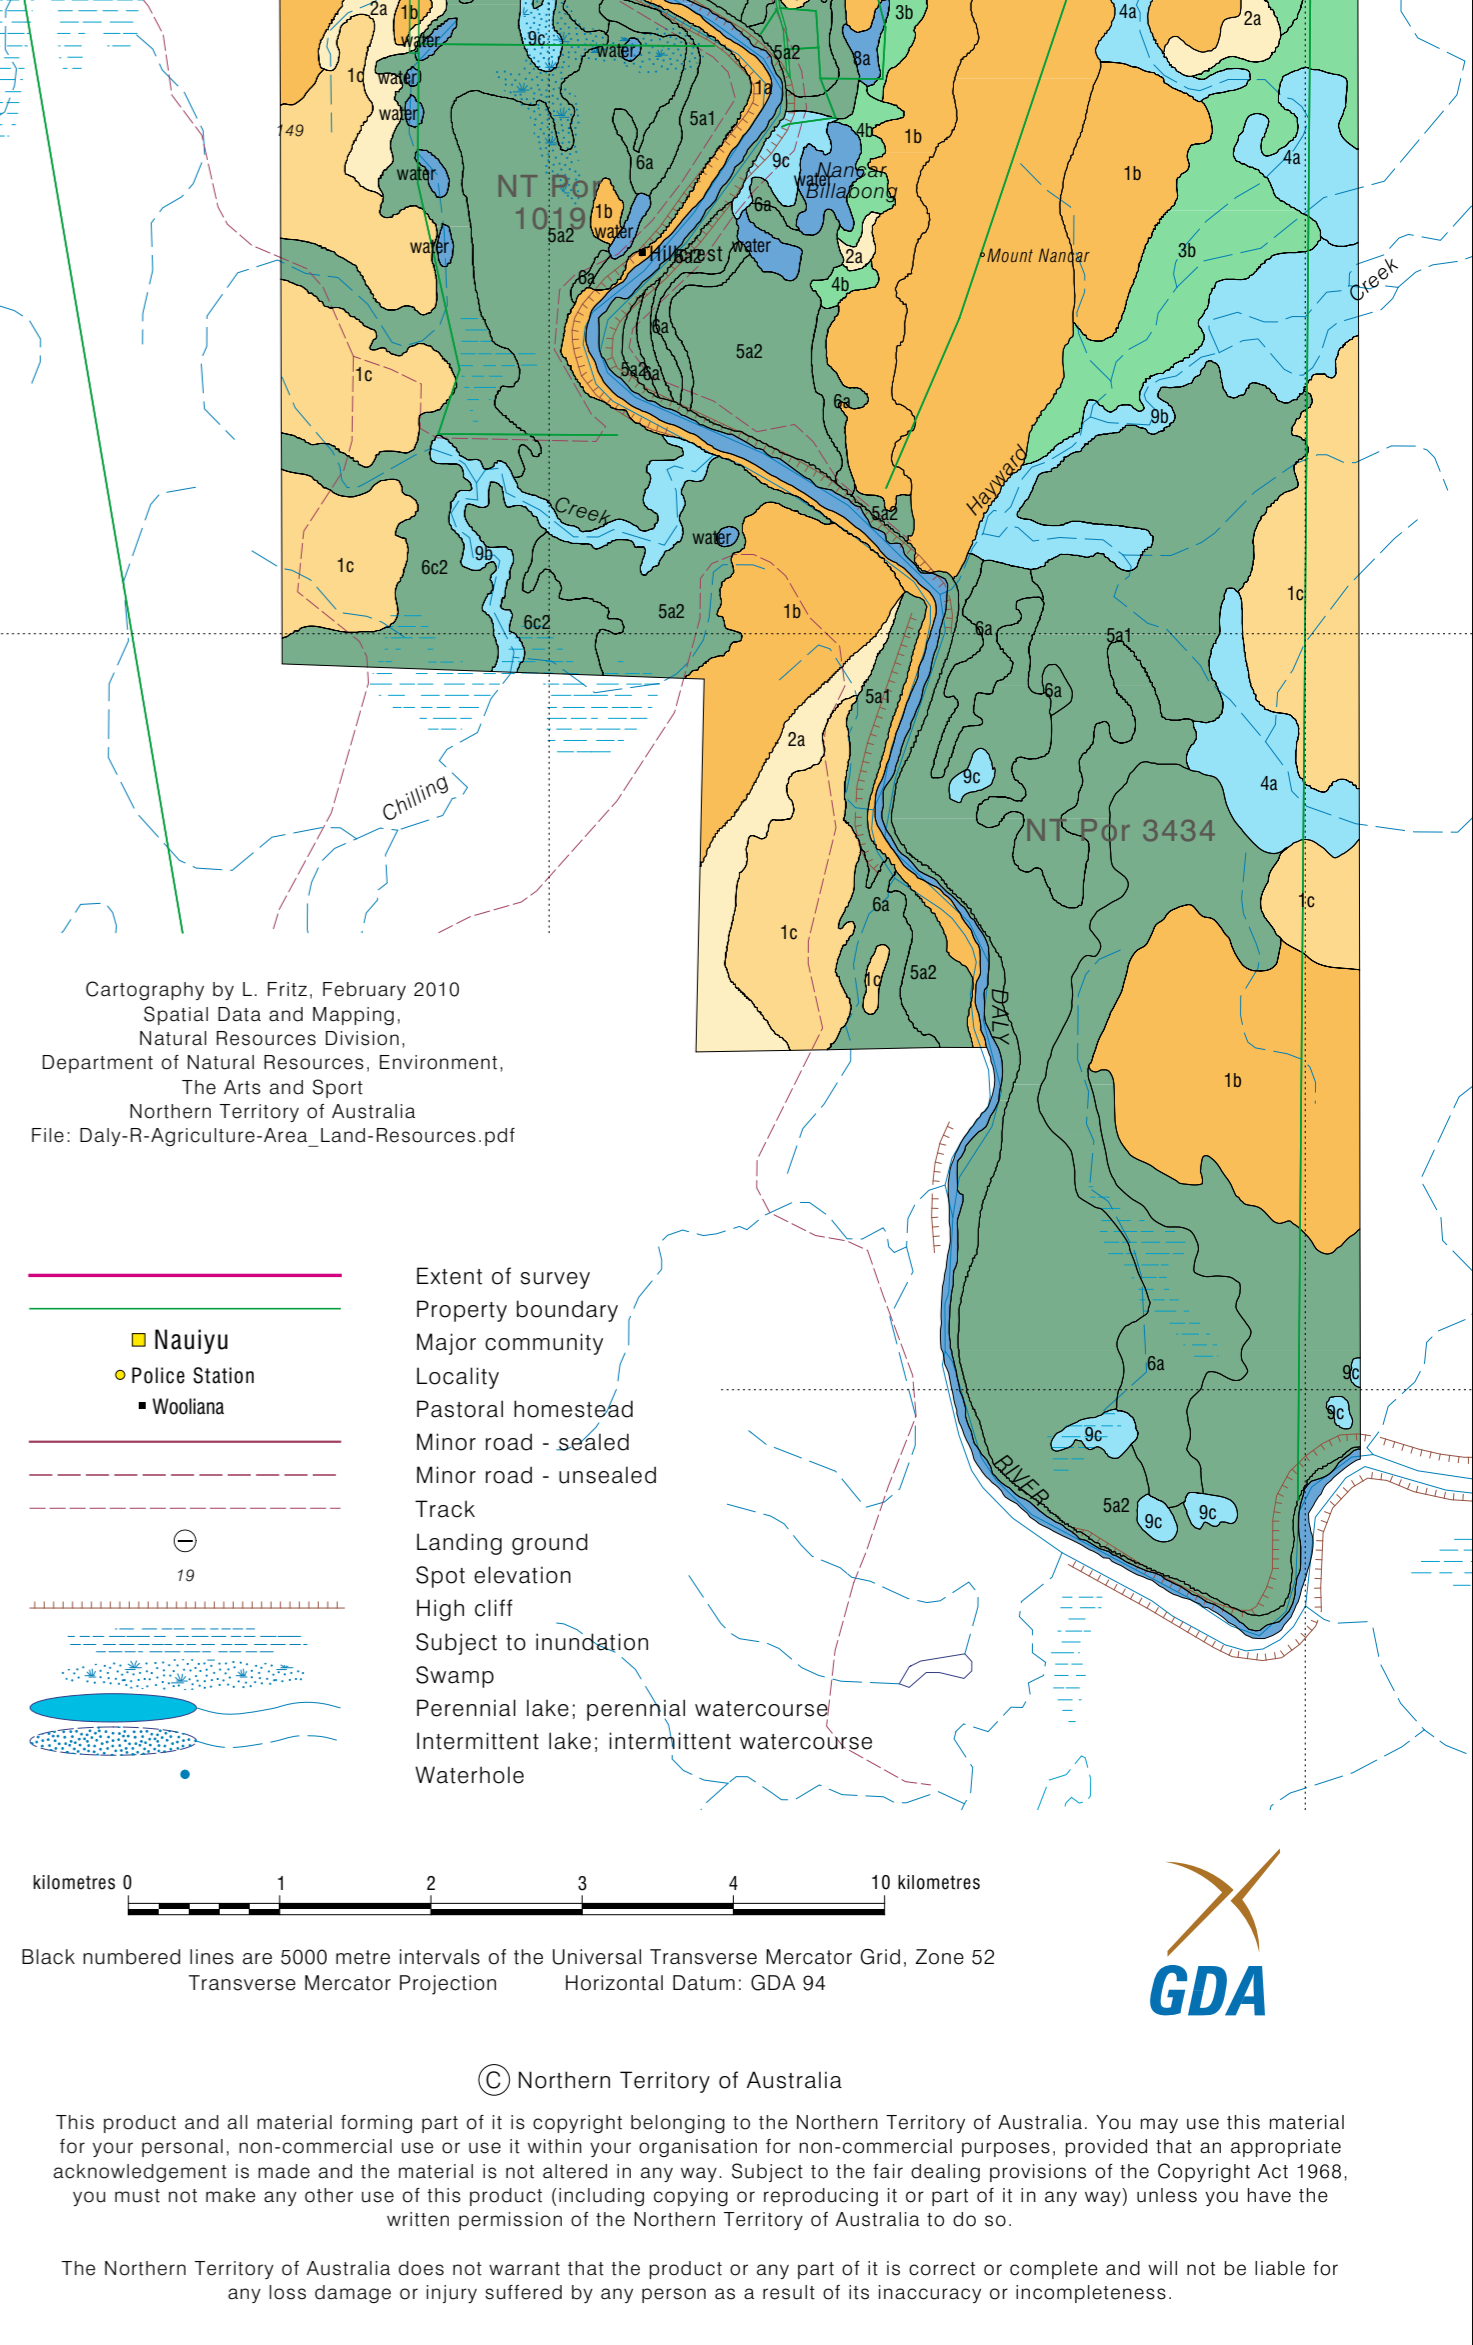 2a
1b
3b
4a
2a
water
9c
water
5a2
8a
1c
water
1a
water
5a1
149
4b
1b
6a
9c
4a
water
NT Por
1019
water
Nancar
Billabong
1b
1b
6a
5a2
water
water
Hillcrest
5a2
water
2a
Mount Nancar
3b
6a
4b
Creek
6a
5a2
1c
5a2
6a
6a
9b
Hayward
Creek
5a2
water
9b
1c
6c2
1c
6c2
5a2
1b
6a
5a1
5a1
6a
2a
9c
4a
Chilling
NT Por 3434
6a
1c
1c
1c
5a2
DALY
1b
Cartography by L. Fritz, February 2010
Spatial Data and Mapping,
Natural Resources Division,
Department of Natural Resources, Environment,
The Arts and Sport
Northern Territory of Australia
File: Daly-R-Agriculture-Area_Land-Resources.pdf
6a
9c
9c
9c
RIVER
5a2
9c
9c
Extent of survey
Property boundary
Nauiyu Major community
Police Station Locality
Wooliana Pastoral homestead
Minor road - sealed
Minor road - unsealed
Track
Landing ground
19 Spot elevation
High cliff
Subject to inundation
Swamp
Perennial lake; perennial watercourse
Intermittent lake; intermittent watercourse
Waterhole
kilometres 0 1 2 3 4 10 kilometres
Black numbered lines are 5000 metre intervals of the Universal Transverse Mercator Grid, Zone 52
Transverse Mercator Projection Horizontal Datum: GDA 94
GDA
© Northern Territory of Australia
This product and all material forming part of it is copyright belonging to the Northern Territory of Australia. You may use this material
for your personal, non-commercial use or use it within your organisation for non-commercial purposes, provided that an appropriate
acknowledgement is made and the material is not altered in any way. Subject to the fair dealing provisions of the Copyright Act 1968,
you must not make any other use of this product (including copying or reproducing it or part of it in any way) unless you have the
written permission of the Northern Territory of Australia to do so.
The Northern Territory of Australia does not warrant that the product or any part of it is correct or complete and will not be liable for
any loss damage or injury suffered by any person as a result of its inaccuracy or incompleteness.